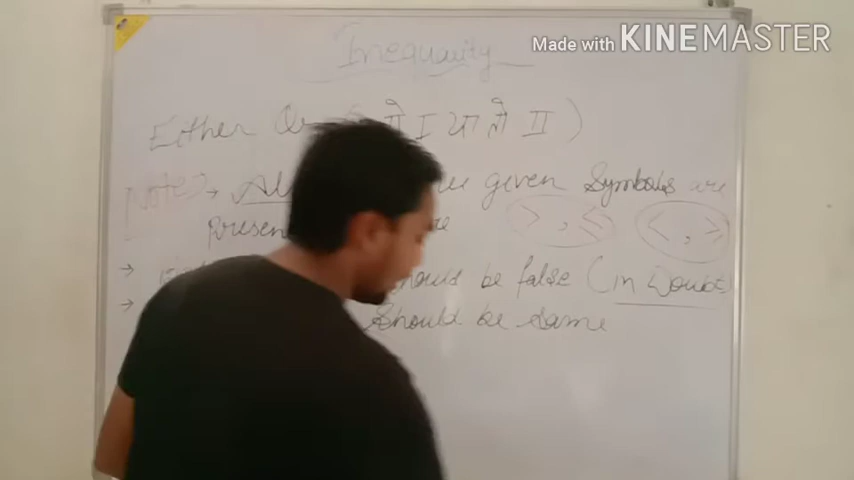 Made with KINEMASTER
Inequality
Either Or ( या तो I या तो II )
Note → All given Symbols are
present > , ≤ < , >
→ should be false (in Doubt
→ should be same